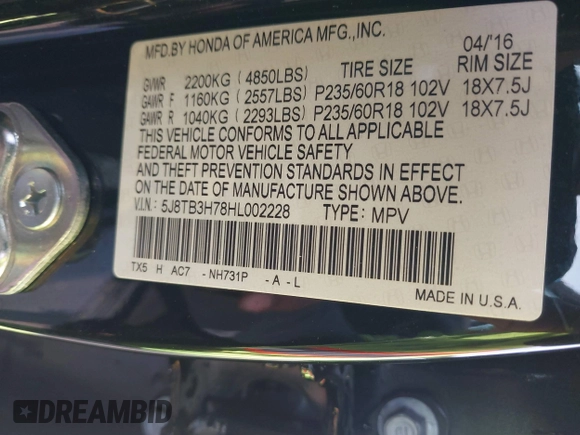 MFD.BY HONDA OF AMERICA MFG.,INC. 04/16
GVWR 2200KG (4850LBS) TIRE SIZE RIM SIZE
GAWR F 1160KG (2557LBS) P235/60R18 102V 18X7.5J
GAWR R 1040KG (2293LBS) P235/60R18 102V 18X7.5J
THIS VEHICLE CONFORMS TO ALL APPLICABLE
FEDERAL MOTOR VEHICLE SAFETY
AND THEFT PREVENTION STANDARDS IN EFFECT
ON THE DATE OF MANUFACTURE SHOWN ABOVE.
V.I.N.: 5J8TB3H78HL002228 TYPE: MPV
TX5 H AC7 - NH731P - A - L
MADE IN U.S.A.
DREAMBID